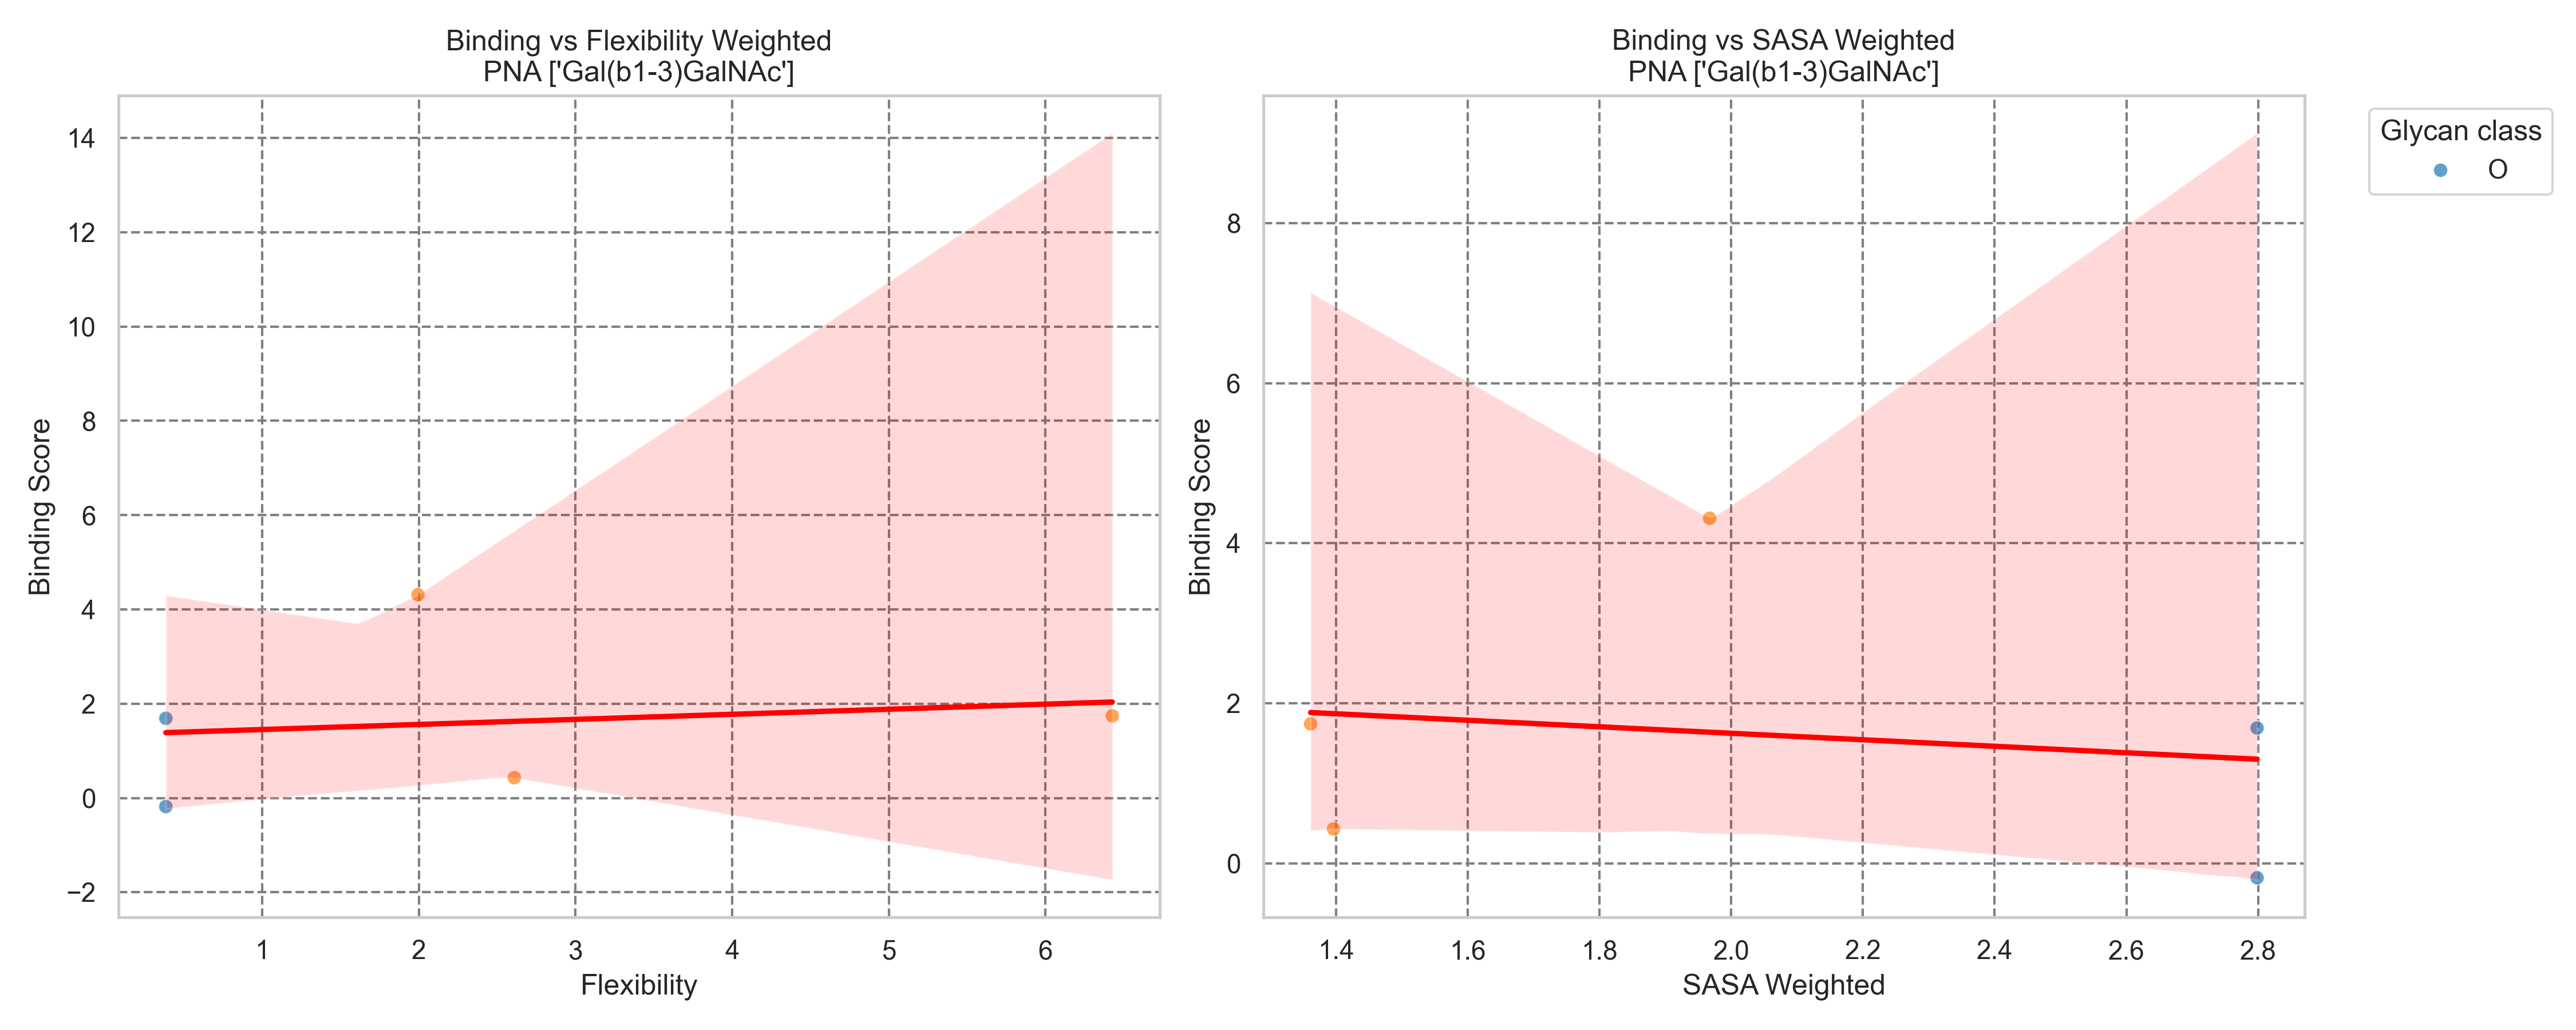 Binding vs Flexibility Weighted
PNA ['Gal(b1-3)GalNAc']
14
12
10
8
6
4
2
0
−2
Binding Score
1 2 3 4 5 6
Flexibility
Binding vs SASA Weighted
PNA ['Gal(b1-3)GalNAc']
8
6
4
2
0
Binding Score
1.4 1.6 1.8 2.0 2.2 2.4 2.6 2.8
SASA Weighted
Glycan class
O